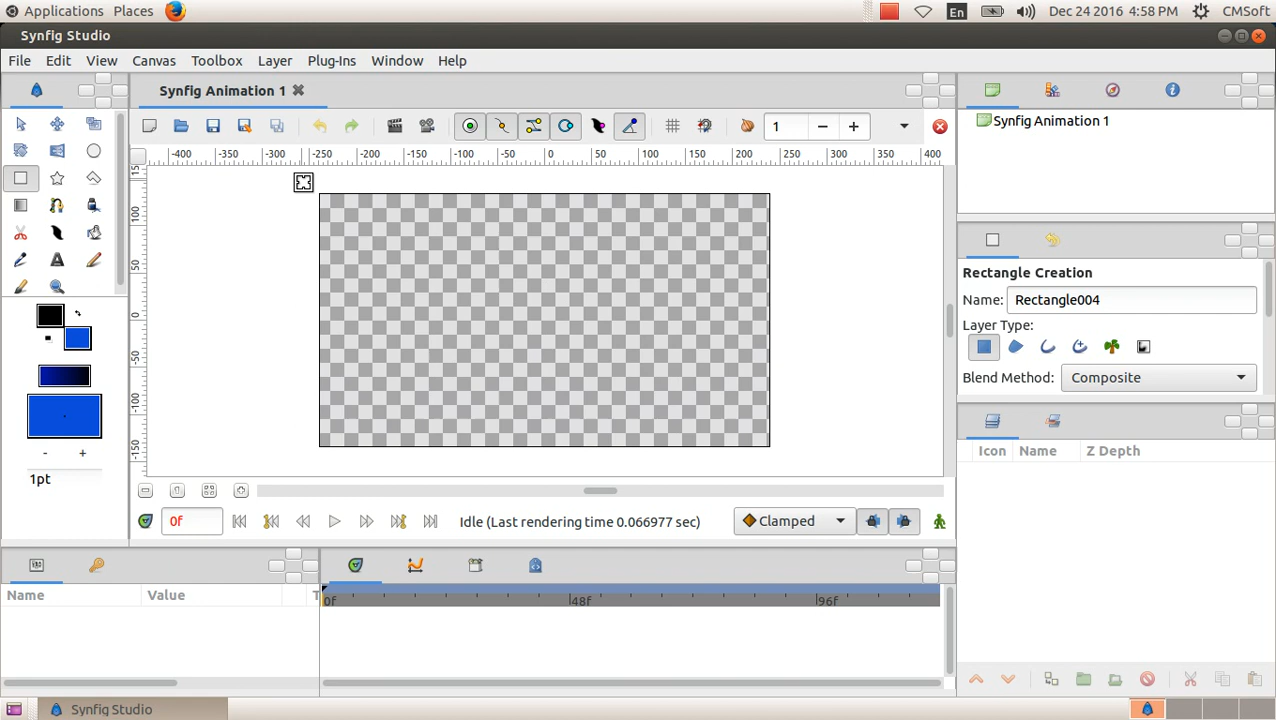 Applications Places En Dec 24 2016 4:58 PM CMSoft
Synfig Studio
File Edit View Canvas Toolbox Layer Plug-Ins Window Help
Synfig Animation 1
1
-400 -350 -300 -250 -200 -150 -100 -50 0 50 100 150 200 250 300 350 400
150
100
50
0
-50
-100
-150
1pt
0f Idle (Last rendering time 0.066977 sec) Clamped
Name Value T
0f 48f 96f
Synfig Animation 1
Rectangle Creation
Name: Rectangle004
Layer Type:
Blend Method: Composite
Icon Name Z Depth
Synfig Studio